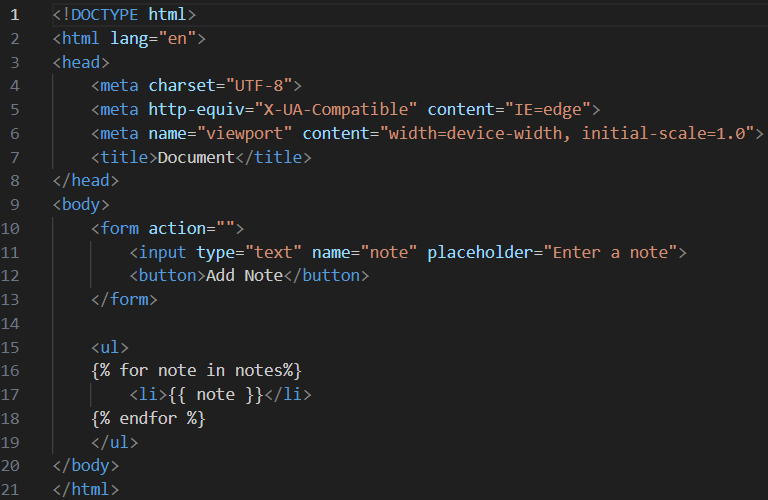 1 <!DOCTYPE html>
2 <html lang="en">
3 <head>
4     <meta charset="UTF-8">
5     <meta http-equiv="X-UA-Compatible" content="IE=edge">
6     <meta name="viewport" content="width=device-width, initial-scale=1.0">
7     <title>Document</title>
8 </head>
9 <body>
10     <form action="">
11         <input type="text" name="note" placeholder="Enter a note">
12         <button>Add Note</button>
13     </form>
14
15     <ul>
16     {% for note in notes%}
17         <li>{{ note }}</li>
18     {% endfor %}
19     </ul>
20 </body>
21 </html>